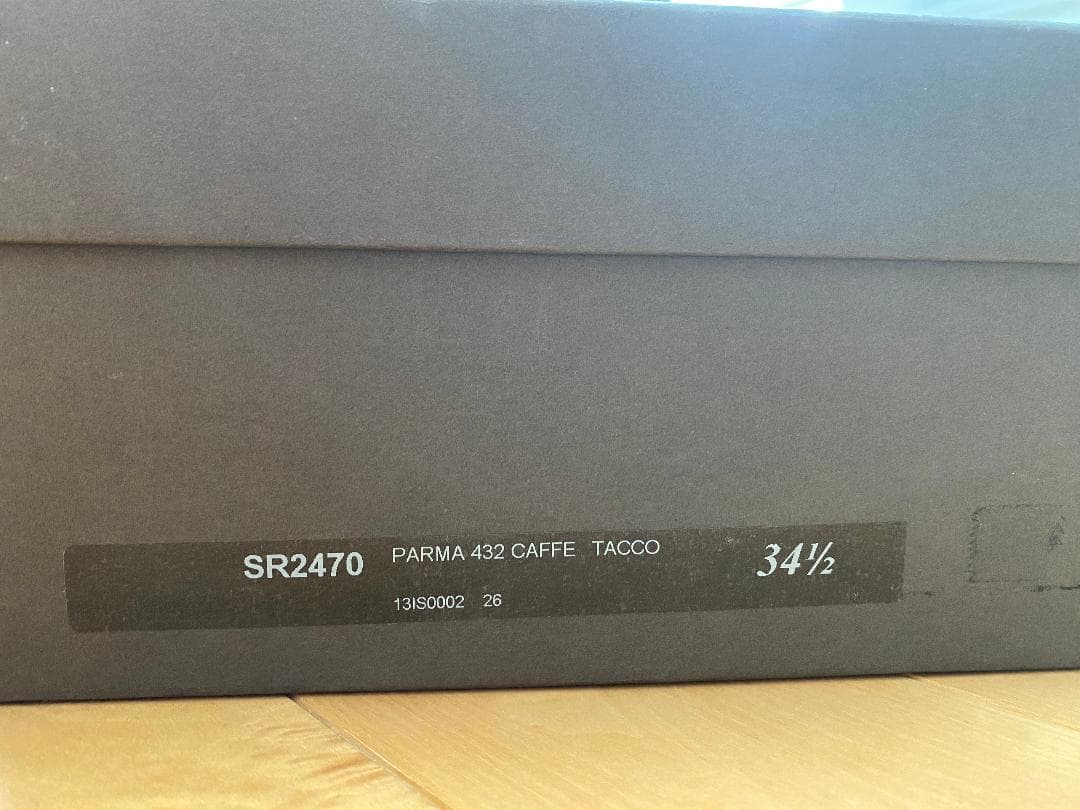 SR2470 PARMA 432 CAFFE TACCO 34½
13IS0002 26